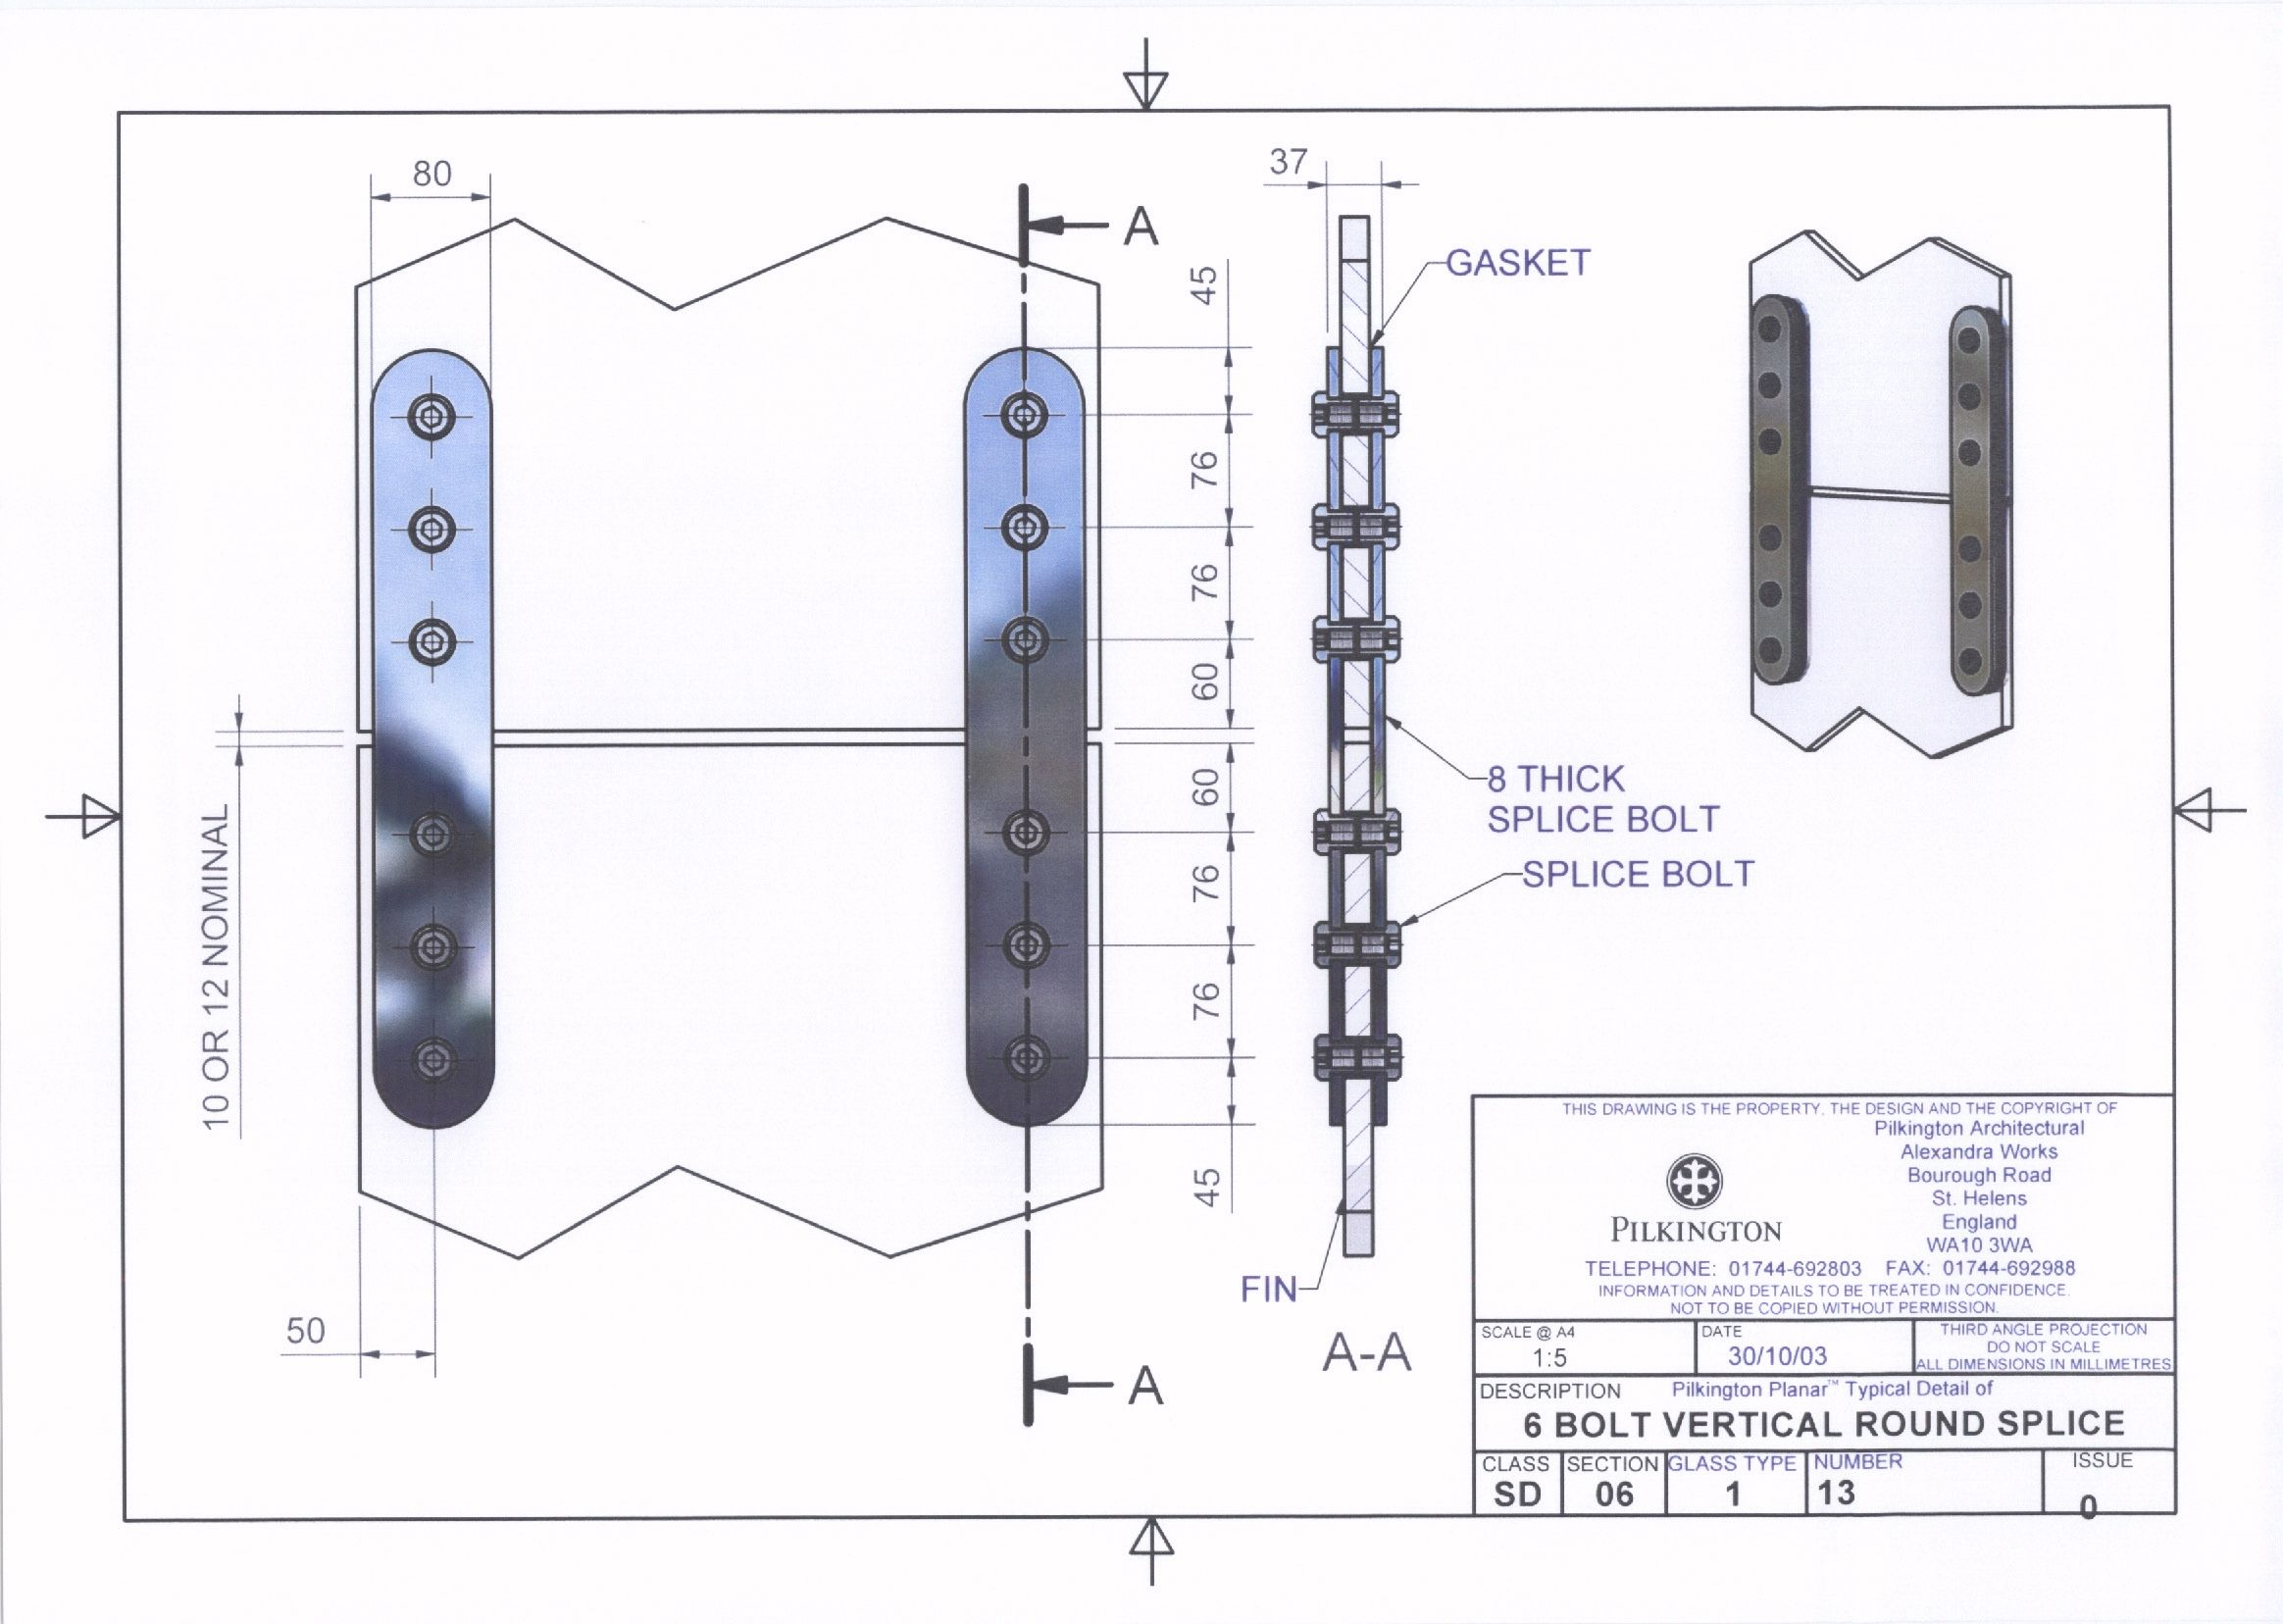 80
A
37
45
GASKET
76
76
60
60
8 THICK
SPLICE BOLT
SPLICE BOLT
76
76
10 OR 12 NOMINAL
45
FIN
50
A-A
A
THIS DRAWING IS THE PROPERTY. THE DESIGN AND THE COPYRIGHT OF
Pilkington Architectural
Alexandra Works
Bourough Road
St. Helens
England
WA10 3WA
PILKINGTON
TELEPHONE: 01744-692803 FAX: 01744-692988
INFORMATION AND DETAILS TO BE TREATED IN CONFIDENCE.
NOT TO BE COPIED WITHOUT PERMISSION.
SCALE @ A4
1:5
DATE
30/10/03
THIRD ANGLE PROJECTION
DO NOT SCALE
ALL DIMENSIONS IN MILLIMETRES
DESCRIPTION
Pilkington Planar™ Typical Detail of
6 BOLT VERTICAL ROUND SPLICE
CLASS
SD
SECTION
06
GLASS TYPE
1
NUMBER
13
ISSUE
0